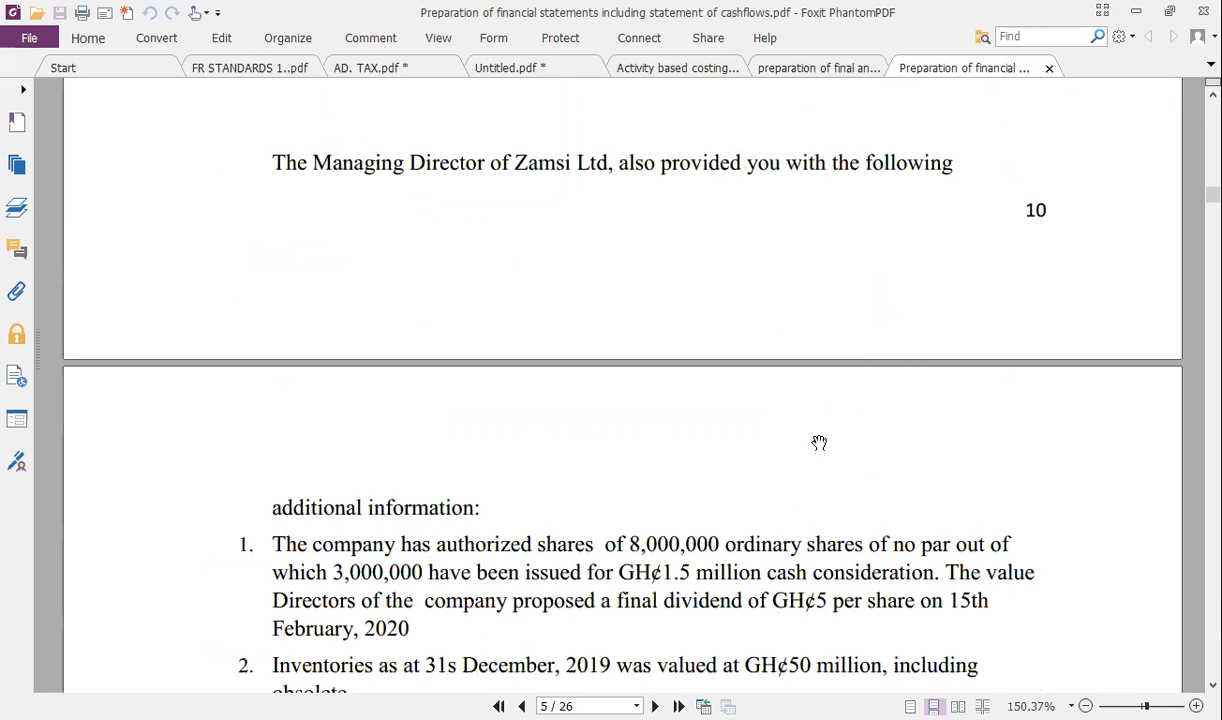 Preparation of financial statements including statement of cashflows.pdf - Foxit PhantomPDF
File Home Convert Edit Organize Comment View Form Protect Connect Share Help Find
Start FR STANDARDS 1..pdf AD. TAX.pdf * Untitled.pdf * Activity based costing... preparation of final an... Preparation of financial ...
The Managing Director of Zamsi Ltd, also provided you with the following
10
additional information:
1. The company has authorized shares of 8,000,000 ordinary shares of no par out of
which 3,000,000 have been issued for GH₵1.5 million cash consideration. The value
Directors of the company proposed a final dividend of GH₵5 per share on 15th
February, 2020
2. Inventories as at 31s December, 2019 was valued at GH₵50 million, including
obsolete
5 / 26 150.37%